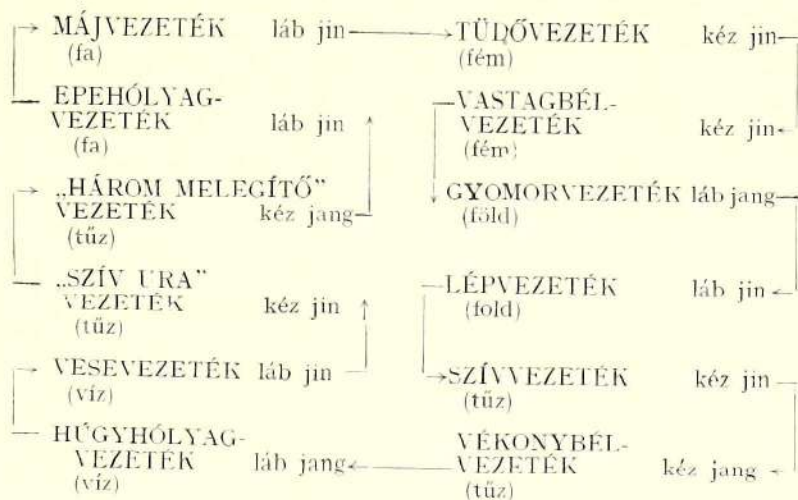 MÁJVEZETÉK láb jin
(fa)
EPEHÓLYAG-
VEZETÉK láb jin
(fa)
„HÁROM MELEGÍTŐ”
VEZETÉK kéz jang
(tűz)
„SZÍV URA”
VEZETÉK kéz jin
(tűz)
VESEVEZETÉK láb jin
(víz)
HÚGYHÓLYAG-
VEZETÉK láb jang
(víz)
TÜDŐVEZETÉK kéz jin
(fém)
VASTAGBÉL-
VEZETÉK kéz jin
(fém)
GYOMORVEZETÉK láb jang
(föld)
LÉPVEZETÉK láb jin
(fold)
SZÍVVEZETÉK kéz jin
(tűz)
VÉKONYBÉL-
VEZETÉK kéz jang
(tűz)